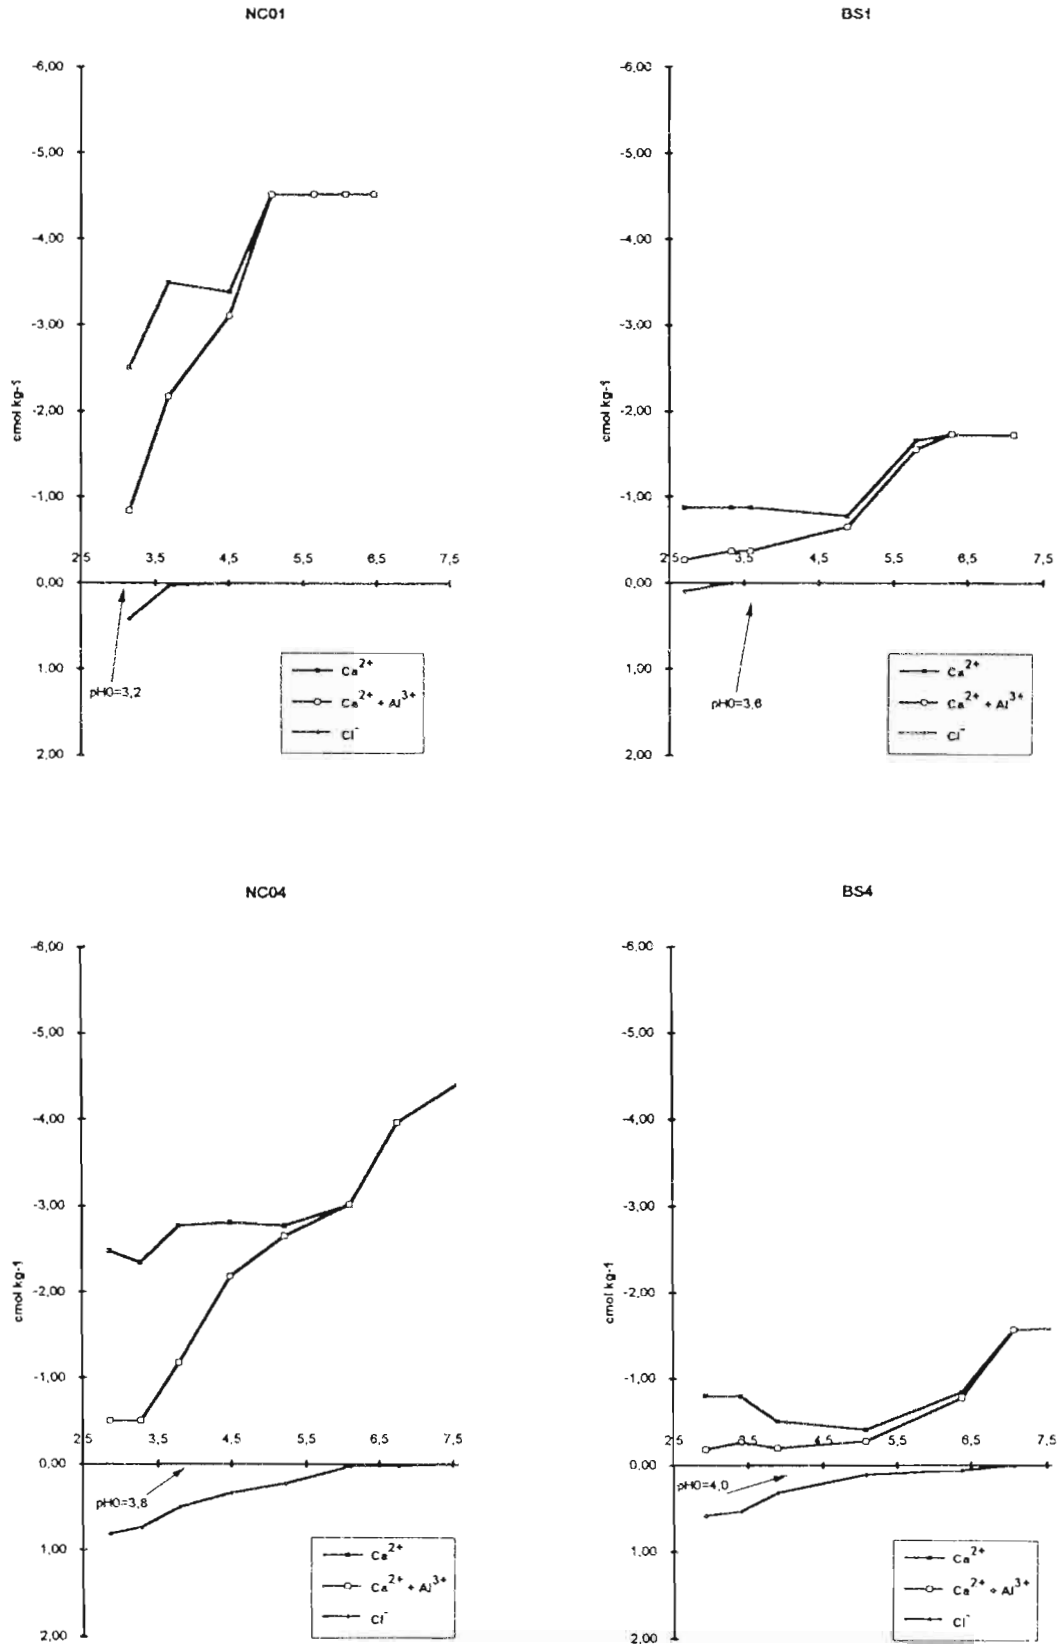 NC01
-6,00
-5,00
-4,00
-3,00
-2,00
-1,00
0,00
1,00
2,00
cmol kg-1
2,5 3,5 4,5 5,5 6,5 7,5
pH0=3,2
Ca2+
Ca2+ + Al3+
Cl-
BS1
-6,00
-5,00
-4,00
-3,00
-2,00
-1,00
0,00
1,00
2,00
cmol kg-1
2,5 3,5 4,5 5,5 6,5 7,5
pH0=3,6
Ca2+
Ca2+ + Al3+
Cl-
NC04
-6,00
-5,00
-4,00
-3,00
-2,00
-1,00
0,00
1,00
2,00
cmol kg-1
2,5 3,5 4,5 5,5 6,5 7,5
pH0=3,8
Ca2+
Ca2+ + Al3+
Cl-
BS4
-6,00
-5,00
-4,00
-3,00
-2,00
-1,00
0,00
1,00
2,00
cmol kg-1
2,5 3,5 4,5 5,5 6,5 7,5
pH0=4,0
Ca2+
Ca2+ + Al3+
Cl-